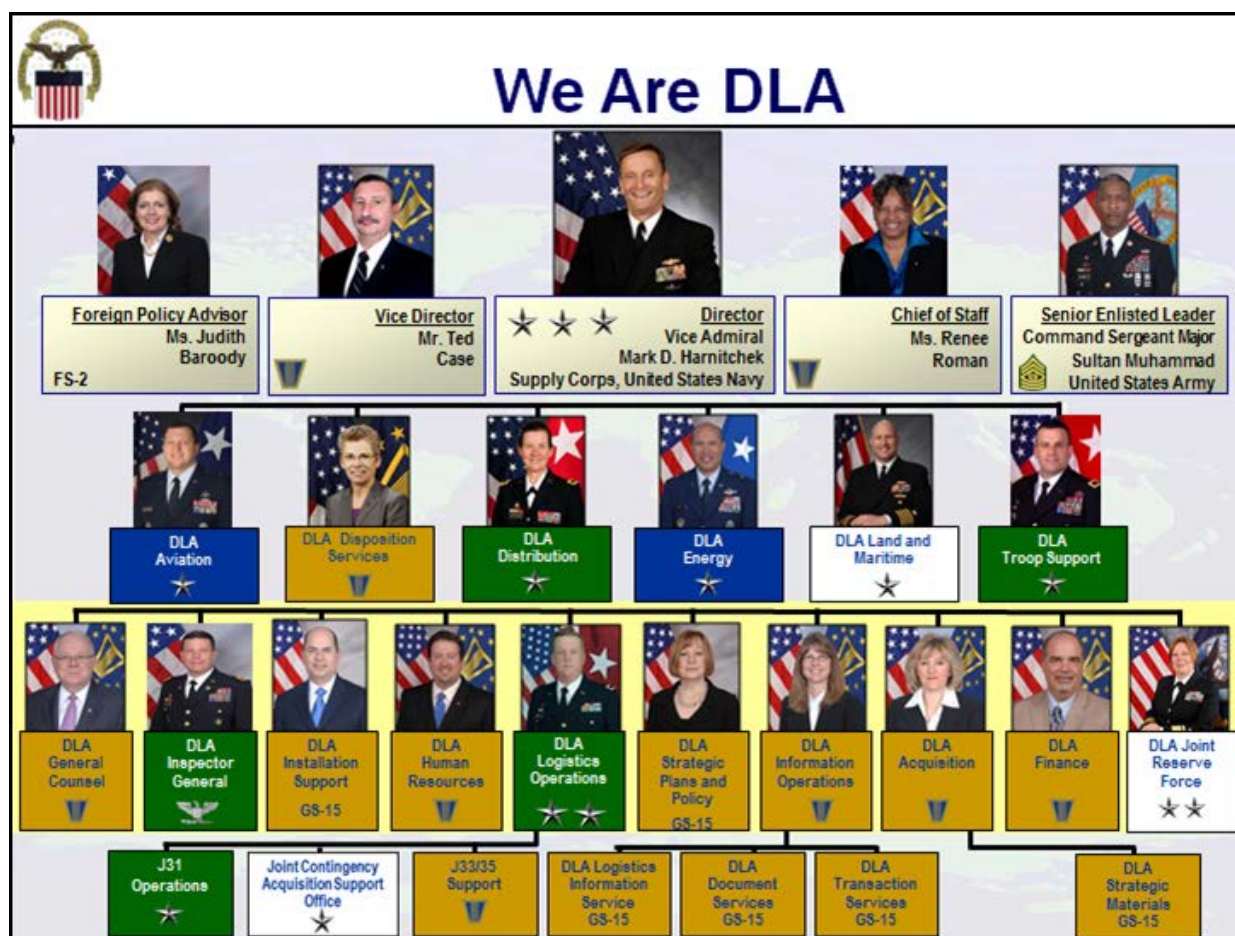 We Are DLA
Foreign Policy Advisor
Ms. Judith
Baroody
FS-2
Vice Director
Mr. Ted
Case
Director
Vice Admiral
Mark D. Harnitchek
Supply Corps, United States Navy
Chief of Staff
Ms. Renee
Roman
Senior Enlisted Leader
Command Sergeant Major
Sultan Muhammad
United States Army
DLA
Aviation
DLA Disposition
Services
DLA
Distribution
DLA
Energy
DLA Land and
Maritime
DLA
Troop Support
DLA
General
Counsel
DLA
Inspector
General
DLA
Installation
Support
GS-15
DLA
Human
Resources
DLA
Logistics
Operations
DLA
Strategic
Plans and
Policy
GS-15
DLA
Information
Operations
DLA
Acquisition
DLA
Finance
DLA Joint
Reserve
Force
J31
Operations
Joint Contingency
Acquisition Support
Office
J33/35
Support
DLA Logistics
Information
Service
GS-15
DLA
Document
Services
GS-15
DLA
Transaction
Services
GS-15
DLA
Strategic
Materials
GS-15